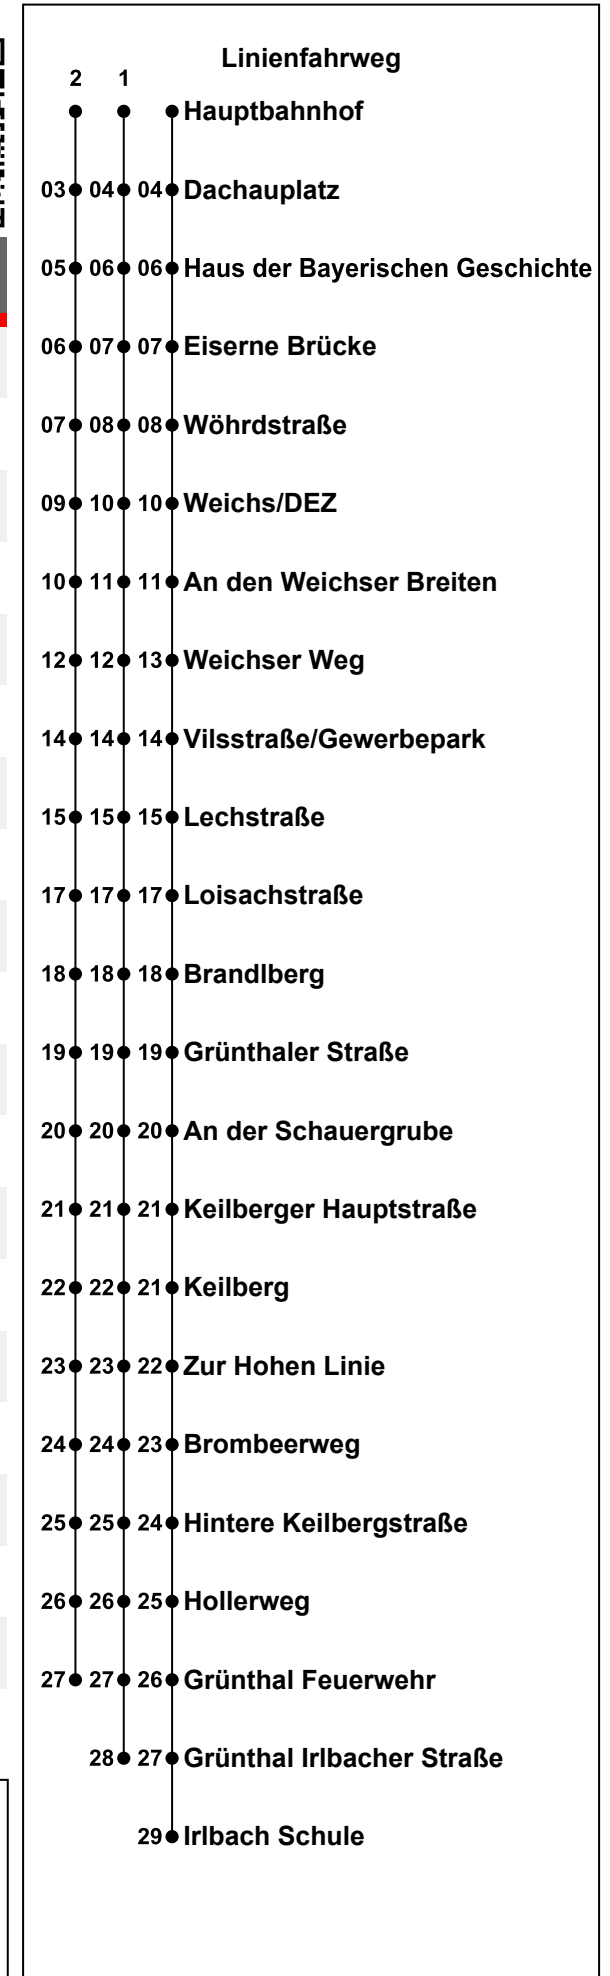 Linienfahrweg
2 1
Hauptbahnhof
03 04 04 Dachauplatz
05 06 06 Haus der Bayerischen Geschichte
06 07 07 Eiserne Brücke
07 08 08 Wöhrdstraße
09 10 10 Weichs/DEZ
10 11 11 An den Weichser Breiten
12 12 13 Weichser Weg
14 14 14 Vilsstraße/Gewerbepark
15 15 15 Lechstraße
17 17 17 Loisachstraße
18 18 18 Brandlberg
19 19 19 Grünthaler Straße
20 20 20 An der Schauergrube
21 21 21 Keilberger Hauptstraße
22 22 21 Keilberg
23 23 22 Zur Hohen Linie
24 24 23 Brombeerweg
25 25 24 Hintere Keilbergstraße
26 26 25 Hollerweg
27 27 26 Grünthal Feuerwehr
28 27 Grünthal Irlbacher Straße
29 Irlbach Schule